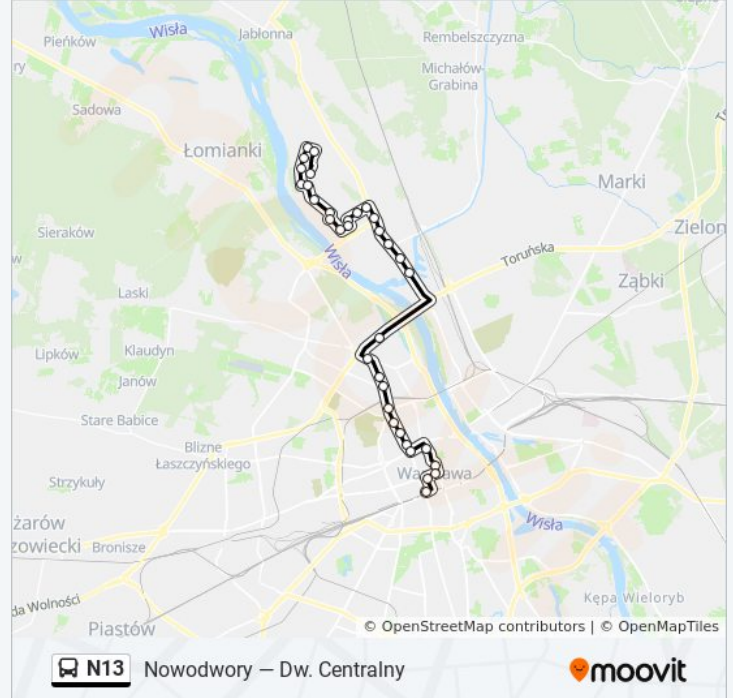 Pieńków
Wisła
Jabłonna
Rembelszczyzna
Michałów-
Grabina
ry
Sadowa
Łomianki
Marki
Sieraków
Zielon
Toruńska
Wisła
Ząbki
Laski
Lipków
Klaudyn
Janów
Stare Babice
Blizne
Łaszczyńskiego
Warszawa
Strzykuły
żarów
zowiecki
Bronisze
Wisła
Kępa Wieloryb
da Wolności
Piastów
© OpenStreetMap contributors | © OpenMapTiles
N13 Nowodwory — Dw. Centralny
moovit